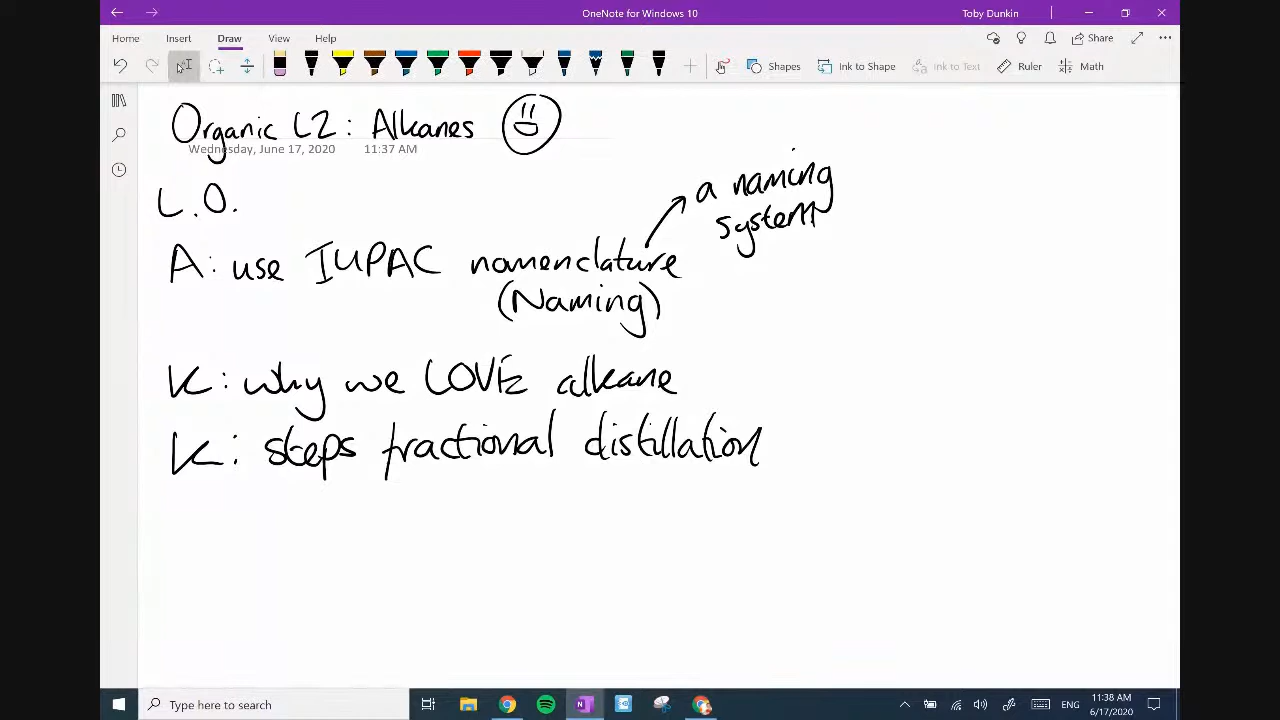 OneNote for Windows 10
Toby Dunkin
Home Insert Draw View Help
Share
Shapes Ink to Shape Ink to Text Ruler Math
Organic L2: Alkanes
Wednesday, June 17, 2020 11:37 AM
a naming
system
L.O.
A: use IUPAC nomenclature
(Naming)
K: why we LOVE alkane
K: steps fractional distillation
Type here to search
ENG
11:38 AM
6/17/2020